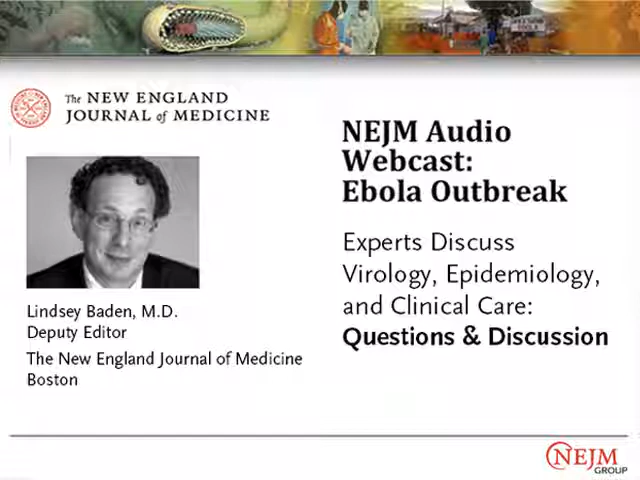 The NEW ENGLAND
JOURNAL of MEDICINE
NEJM Audio
Webcast:
Ebola Outbreak
Experts Discuss
Virology, Epidemiology,
and Clinical Care:
Questions & Discussion
Lindsey Baden, M.D.
Deputy Editor
The New England Journal of Medicine
Boston
NEJM
GROUP